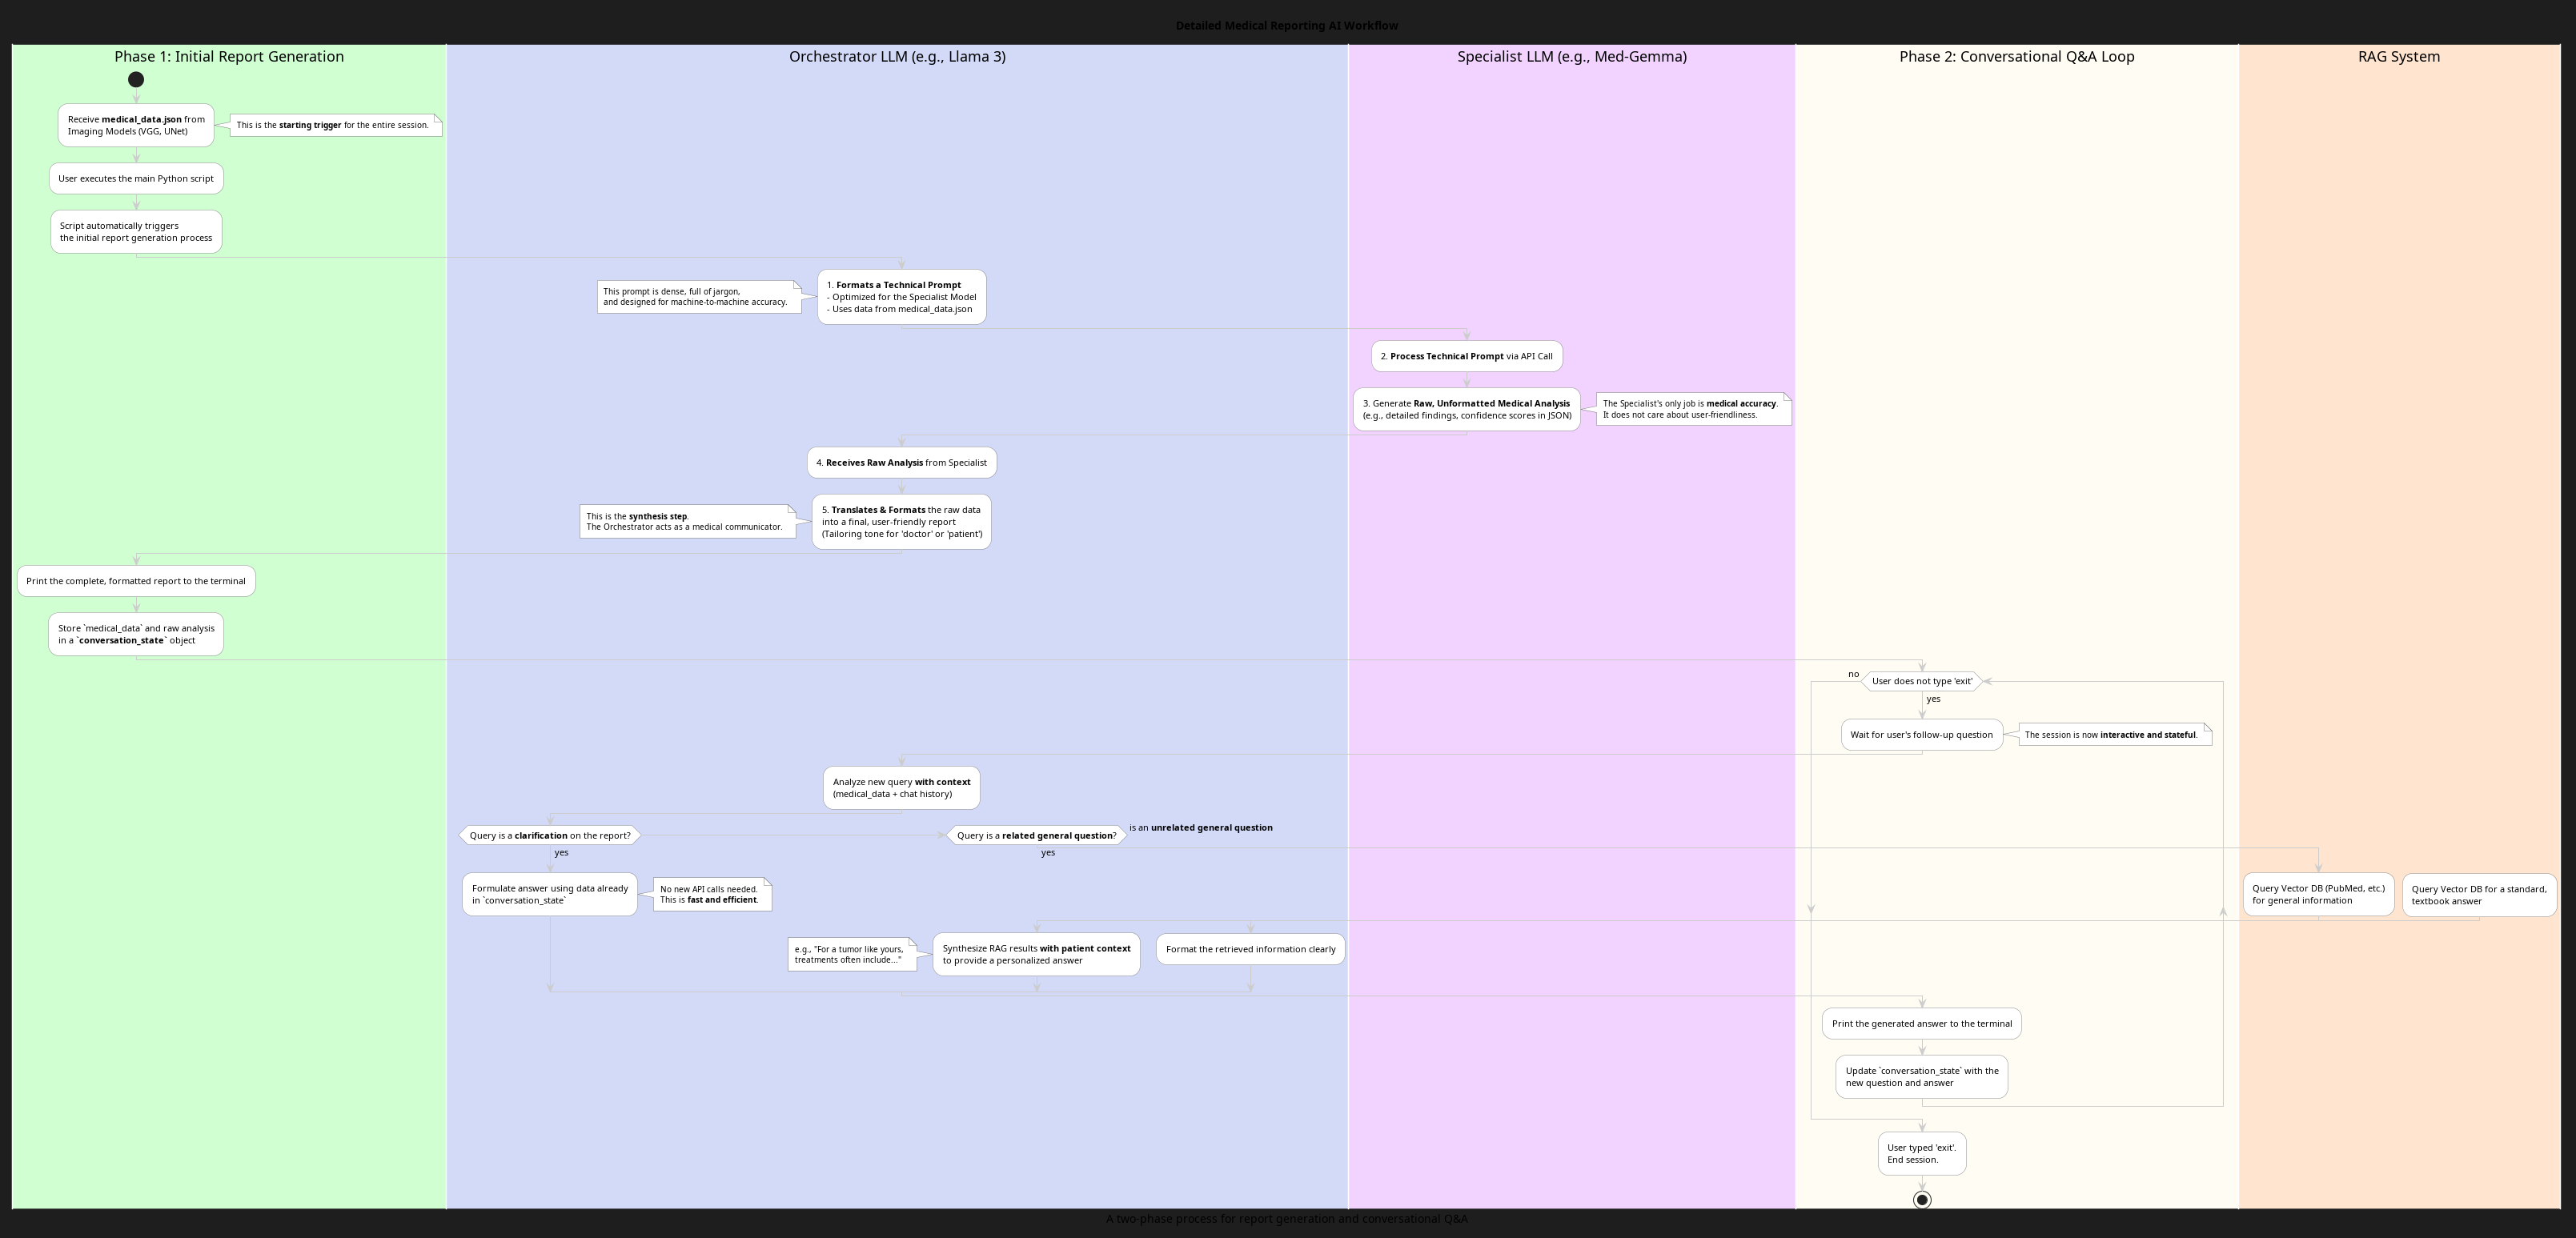 Detailed Medical Reporting AI Workflow
Phase 1: Initial Report Generation
Orchestrator LLM (e.g., Llama 3)
Specialist LLM (e.g., Med-Gemma)
Phase 2: Conversational Q&A Loop
RAG System
Receive medical_data.json from
Imaging Models (VGG, UNet)
This is the starting trigger for the entire session.
User executes the main Python script
Script automatically triggers
the initial report generation process
This prompt is dense, full of jargon,
and designed for machine-to-machine accuracy.
1. Formats a Technical Prompt
- Optimized for the Specialist Model
- Uses data from medical_data.json
2. Process Technical Prompt via API Call
3. Generate Raw, Unformatted Medical Analysis
(e.g., detailed findings, confidence scores in JSON)
The Specialist's only job is medical accuracy.
It does not care about user-friendliness.
4. Receives Raw Analysis from Specialist
This is the synthesis step.
The Orchestrator acts as a medical communicator.
5. Translates & Formats the raw data
into a final, user-friendly report
(Tailoring tone for 'doctor' or 'patient')
Print the complete, formatted report to the terminal
Store `medical_data` and raw analysis
in a `conversation_state` object
no
User does not type 'exit'
yes
Wait for user's follow-up question
The session is now interactive and stateful.
Analyze new query with context
(medical_data + chat history)
Query is a clarification on the report?
yes
Query is a related general question?
yes
is an unrelated general question
Formulate answer using data already
in `conversation_state`
No new API calls needed.
This is fast and efficient.
Query Vector DB (PubMed, etc.)
for general information
Query Vector DB for a standard,
textbook answer
e.g., "For a tumor like yours,
treatments often include..."
Synthesize RAG results with patient context
to provide a personalized answer
Format the retrieved information clearly
Print the generated answer to the terminal
Update `conversation_state` with the
new question and answer
User typed 'exit'.
End session.
A two-phase process for report generation and conversational Q&A